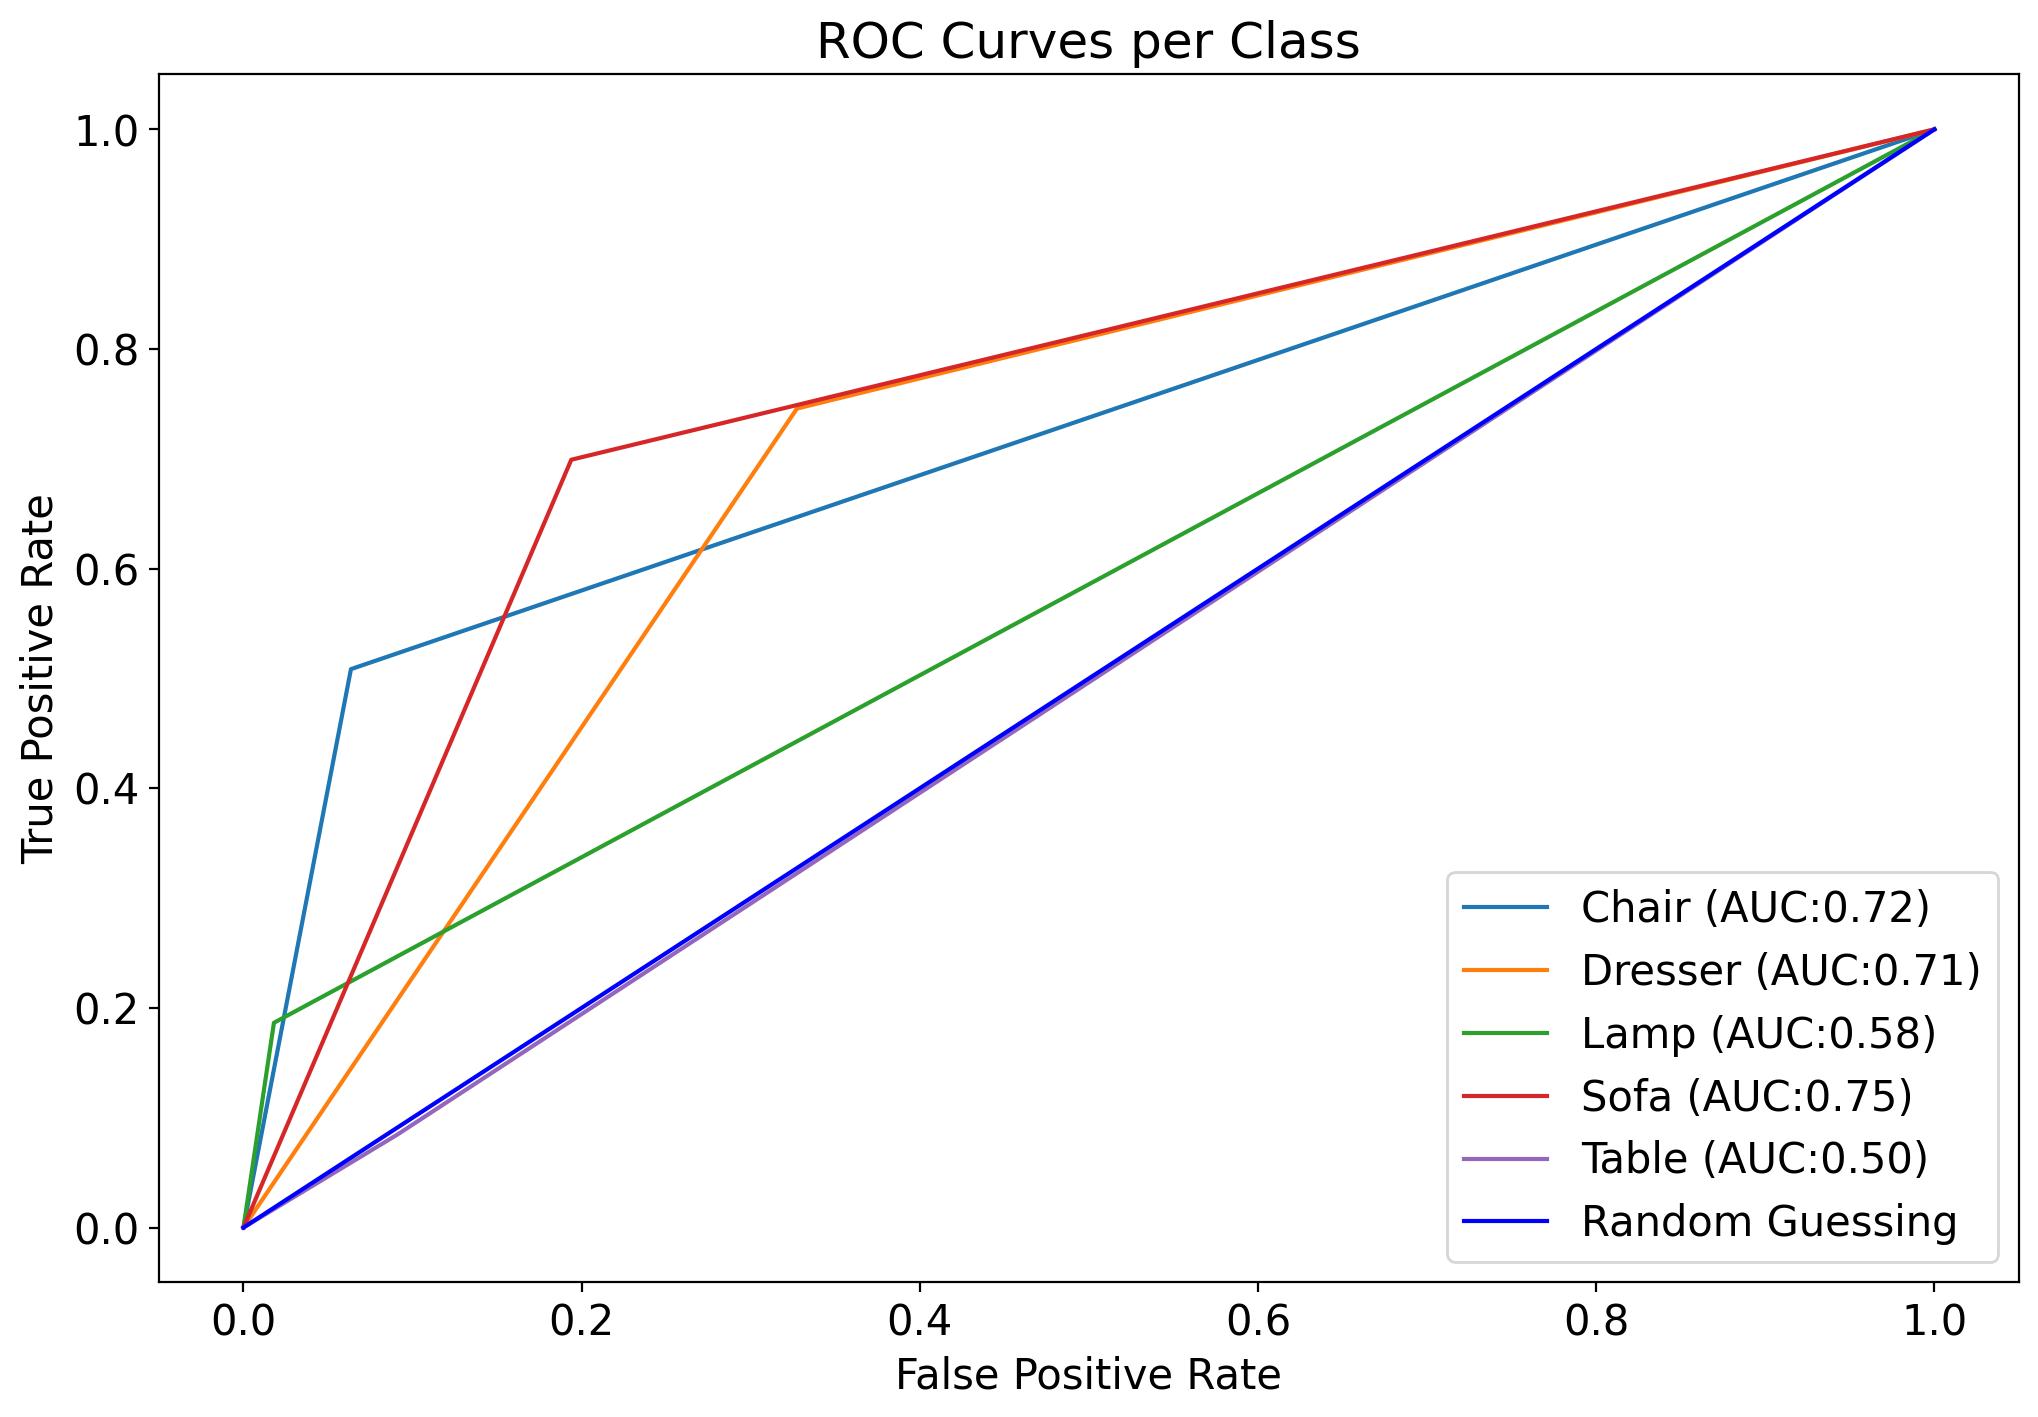 ROC Curves per Class
True Positive Rate
1.0
0.8
0.6
0.4
0.2
0.0
Chair (AUC:0.72)
Dresser (AUC:0.71)
Lamp (AUC:0.58)
Sofa (AUC:0.75)
Table (AUC:0.50)
Random Guessing
0.0 0.2 0.4 0.6 0.8 1.0
False Positive Rate